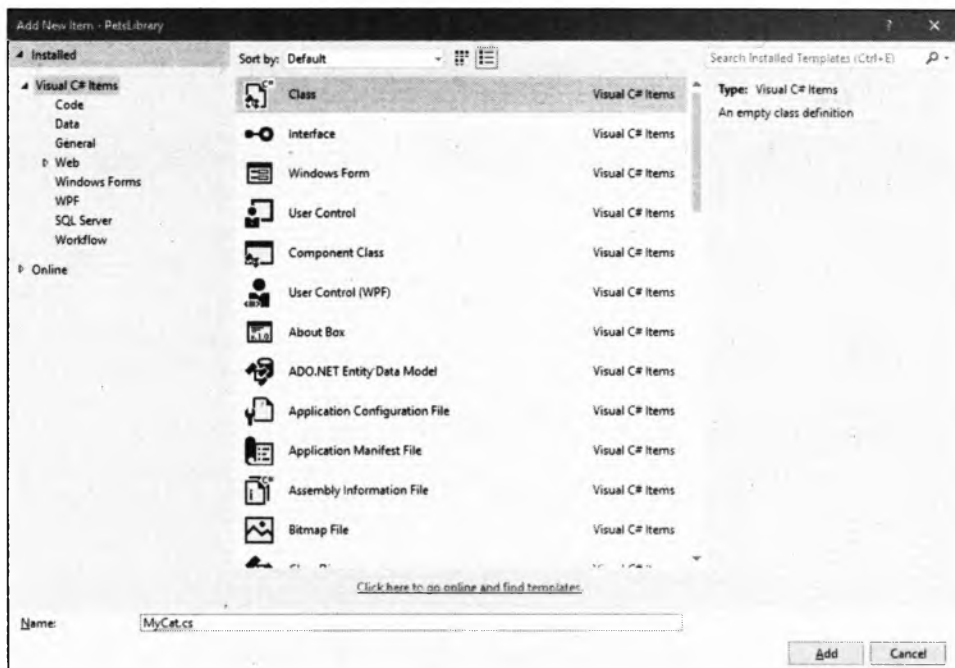 Add New Item - PetsLibrary ? ×
Installed
Visual C# Items
Code
Data
General
Web
Windows Forms
WPF
SQL Server
Workflow
Online
Sort by: Default
Class Visual C# Items
Interface Visual C# Items
Windows Form Visual C# Items
User Control Visual C# Items
Component Class Visual C# Items
User Control (WPF) Visual C# Items
About Box Visual C# Items
ADO.NET Entity Data Model Visual C# Items
Application Configuration File Visual C# Items
Application Manifest File Visual C# Items
Assembly Information File Visual C# Items
Bitmap File Visual C# Items
Click here to go online and find templates.
Search Installed Templates (Ctrl+E)
Type: Visual C# Items
An empty class definition
Name: MyCat.cs
Add Cancel